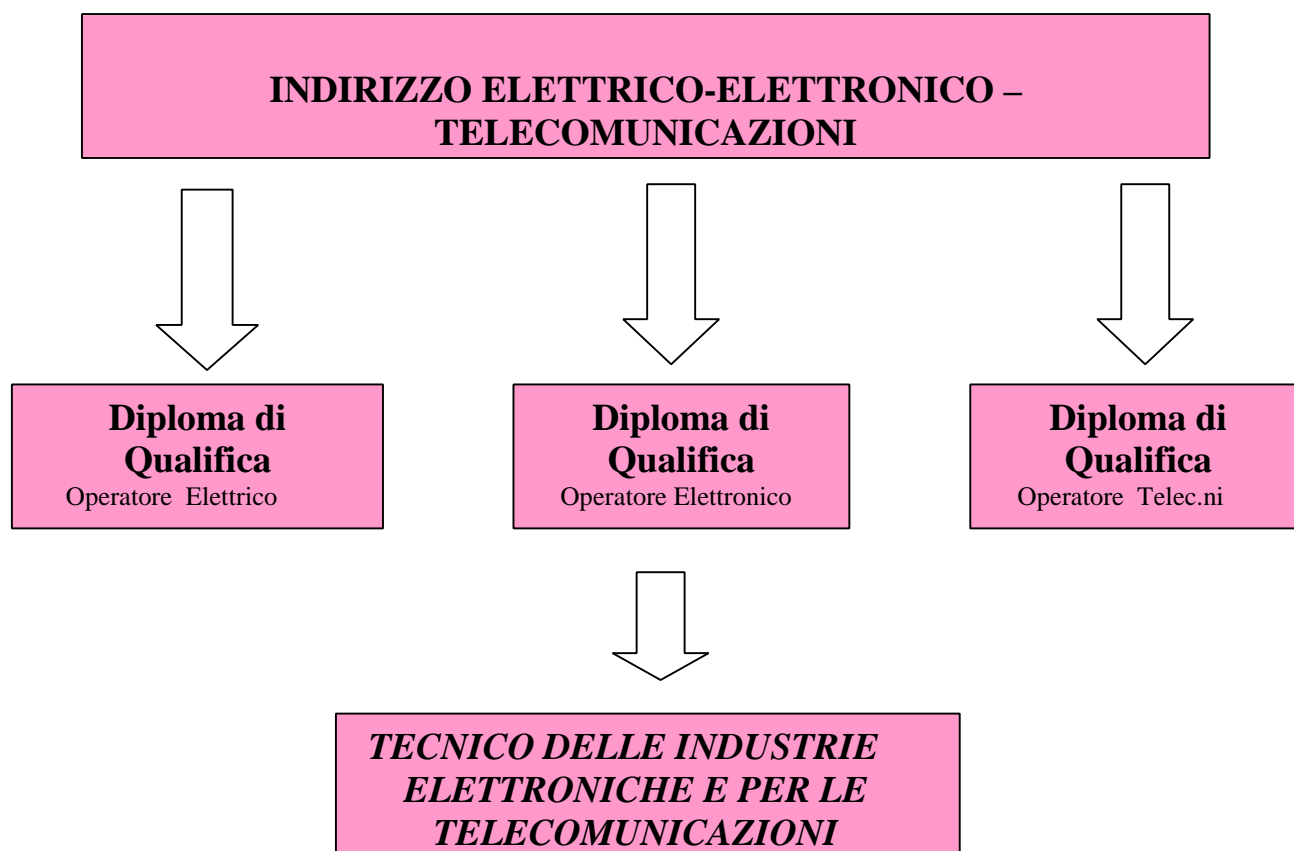 INDIRIZZO ELETTRICO-ELETTRONICO –
TELECOMUNICAZIONI
Diploma di
Qualifica
Operatore Elettrico
Diploma di
Qualifica
Operatore Elettronico
Diploma di
Qualifica
Operatore Telec.ni
TECNICO DELLE INDUSTRIE
ELETTRONICHE E PER LE
TELECOMUNICAZIONI